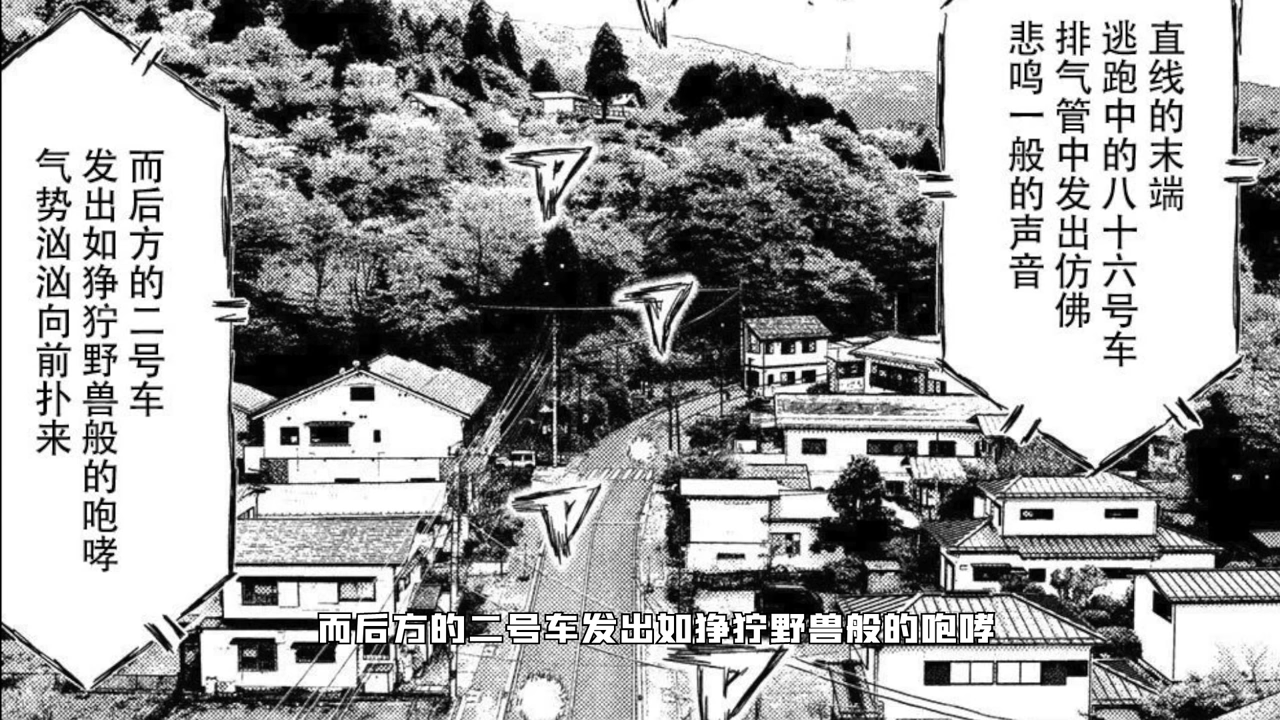 直线的末端
逃跑中的八十六号车
排气管中发出仿佛
悲鸣一般的声音
而后方的二号车
发出如狰狞野兽般的咆哮
气势汹汹向前扑来
而后方的二号车发出如狰狞野兽般的咆哮